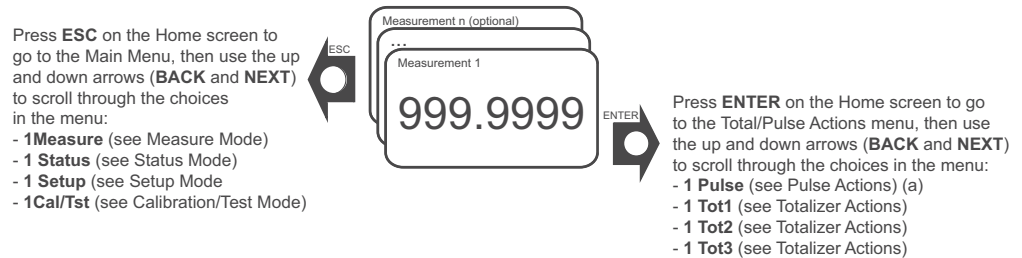 Press ESC on the Home screen to
go to the Main Menu, then use the up
and down arrows (BACK and NEXT)
to scroll through the choices
in the menu:
- 1Measure (see Measure Mode)
- 1 Status (see Status Mode)
- 1 Setup (see Setup Mode
- 1Cal/Tst (see Calibration/Test Mode)
ESC
Measurement n (optional)
...
Measurement 1
999.9999
ENTER
Press ENTER on the Home screen to go
to the Total/Pulse Actions menu, then use
the up and down arrows (BACK and NEXT)
to scroll through the choices in the menu:
- 1 Pulse (see Pulse Actions) (a)
- 1 Tot1 (see Totalizer Actions)
- 1 Tot2 (see Totalizer Actions)
- 1 Tot3 (see Totalizer Actions)